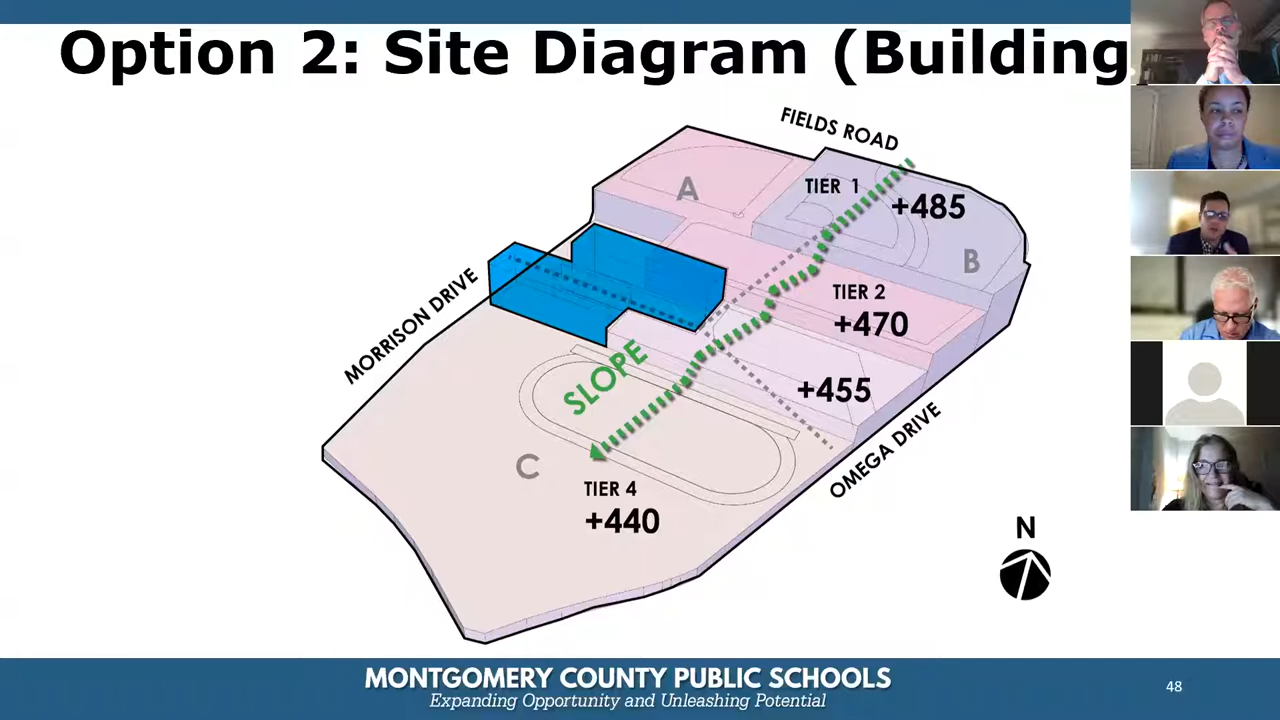 Option 2: Site Diagram (Building
FIELDS ROAD
A
TIER 1
+485
B
TIER 2
+470
MORRISON DRIVE
SLOPE
+455
OMEGA DRIVE
C
TIER 4
+440
N
MONTGOMERY COUNTY PUBLIC SCHOOLS
Expanding Opportunity and Unleashing Potential
48